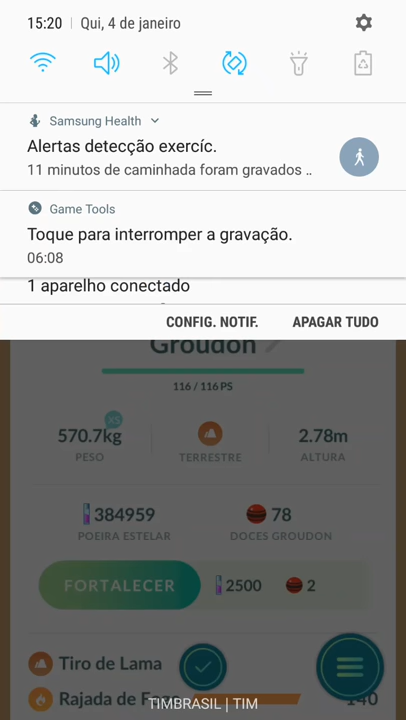 15:20 | Qui, 4 de janeiro
Samsung Health
Alertas detecção exercíc.
11 minutos de caminhada foram gravados ..
Game Tools
Toque para interromper a gravação.
06:08
1 aparelho conectado
CONFIG. NOTIF. APAGAR TUDO
Groudon
116 / 116 PS
XS
570.7kg 2.78m
PESO TERRESTRE ALTURA
384959 78
POEIRA ESTELAR DOCES GROUDON
FORTALECER 2500 2
Tiro de Lama
Rajada de Fogo 140
TIMBRASIL | TIM